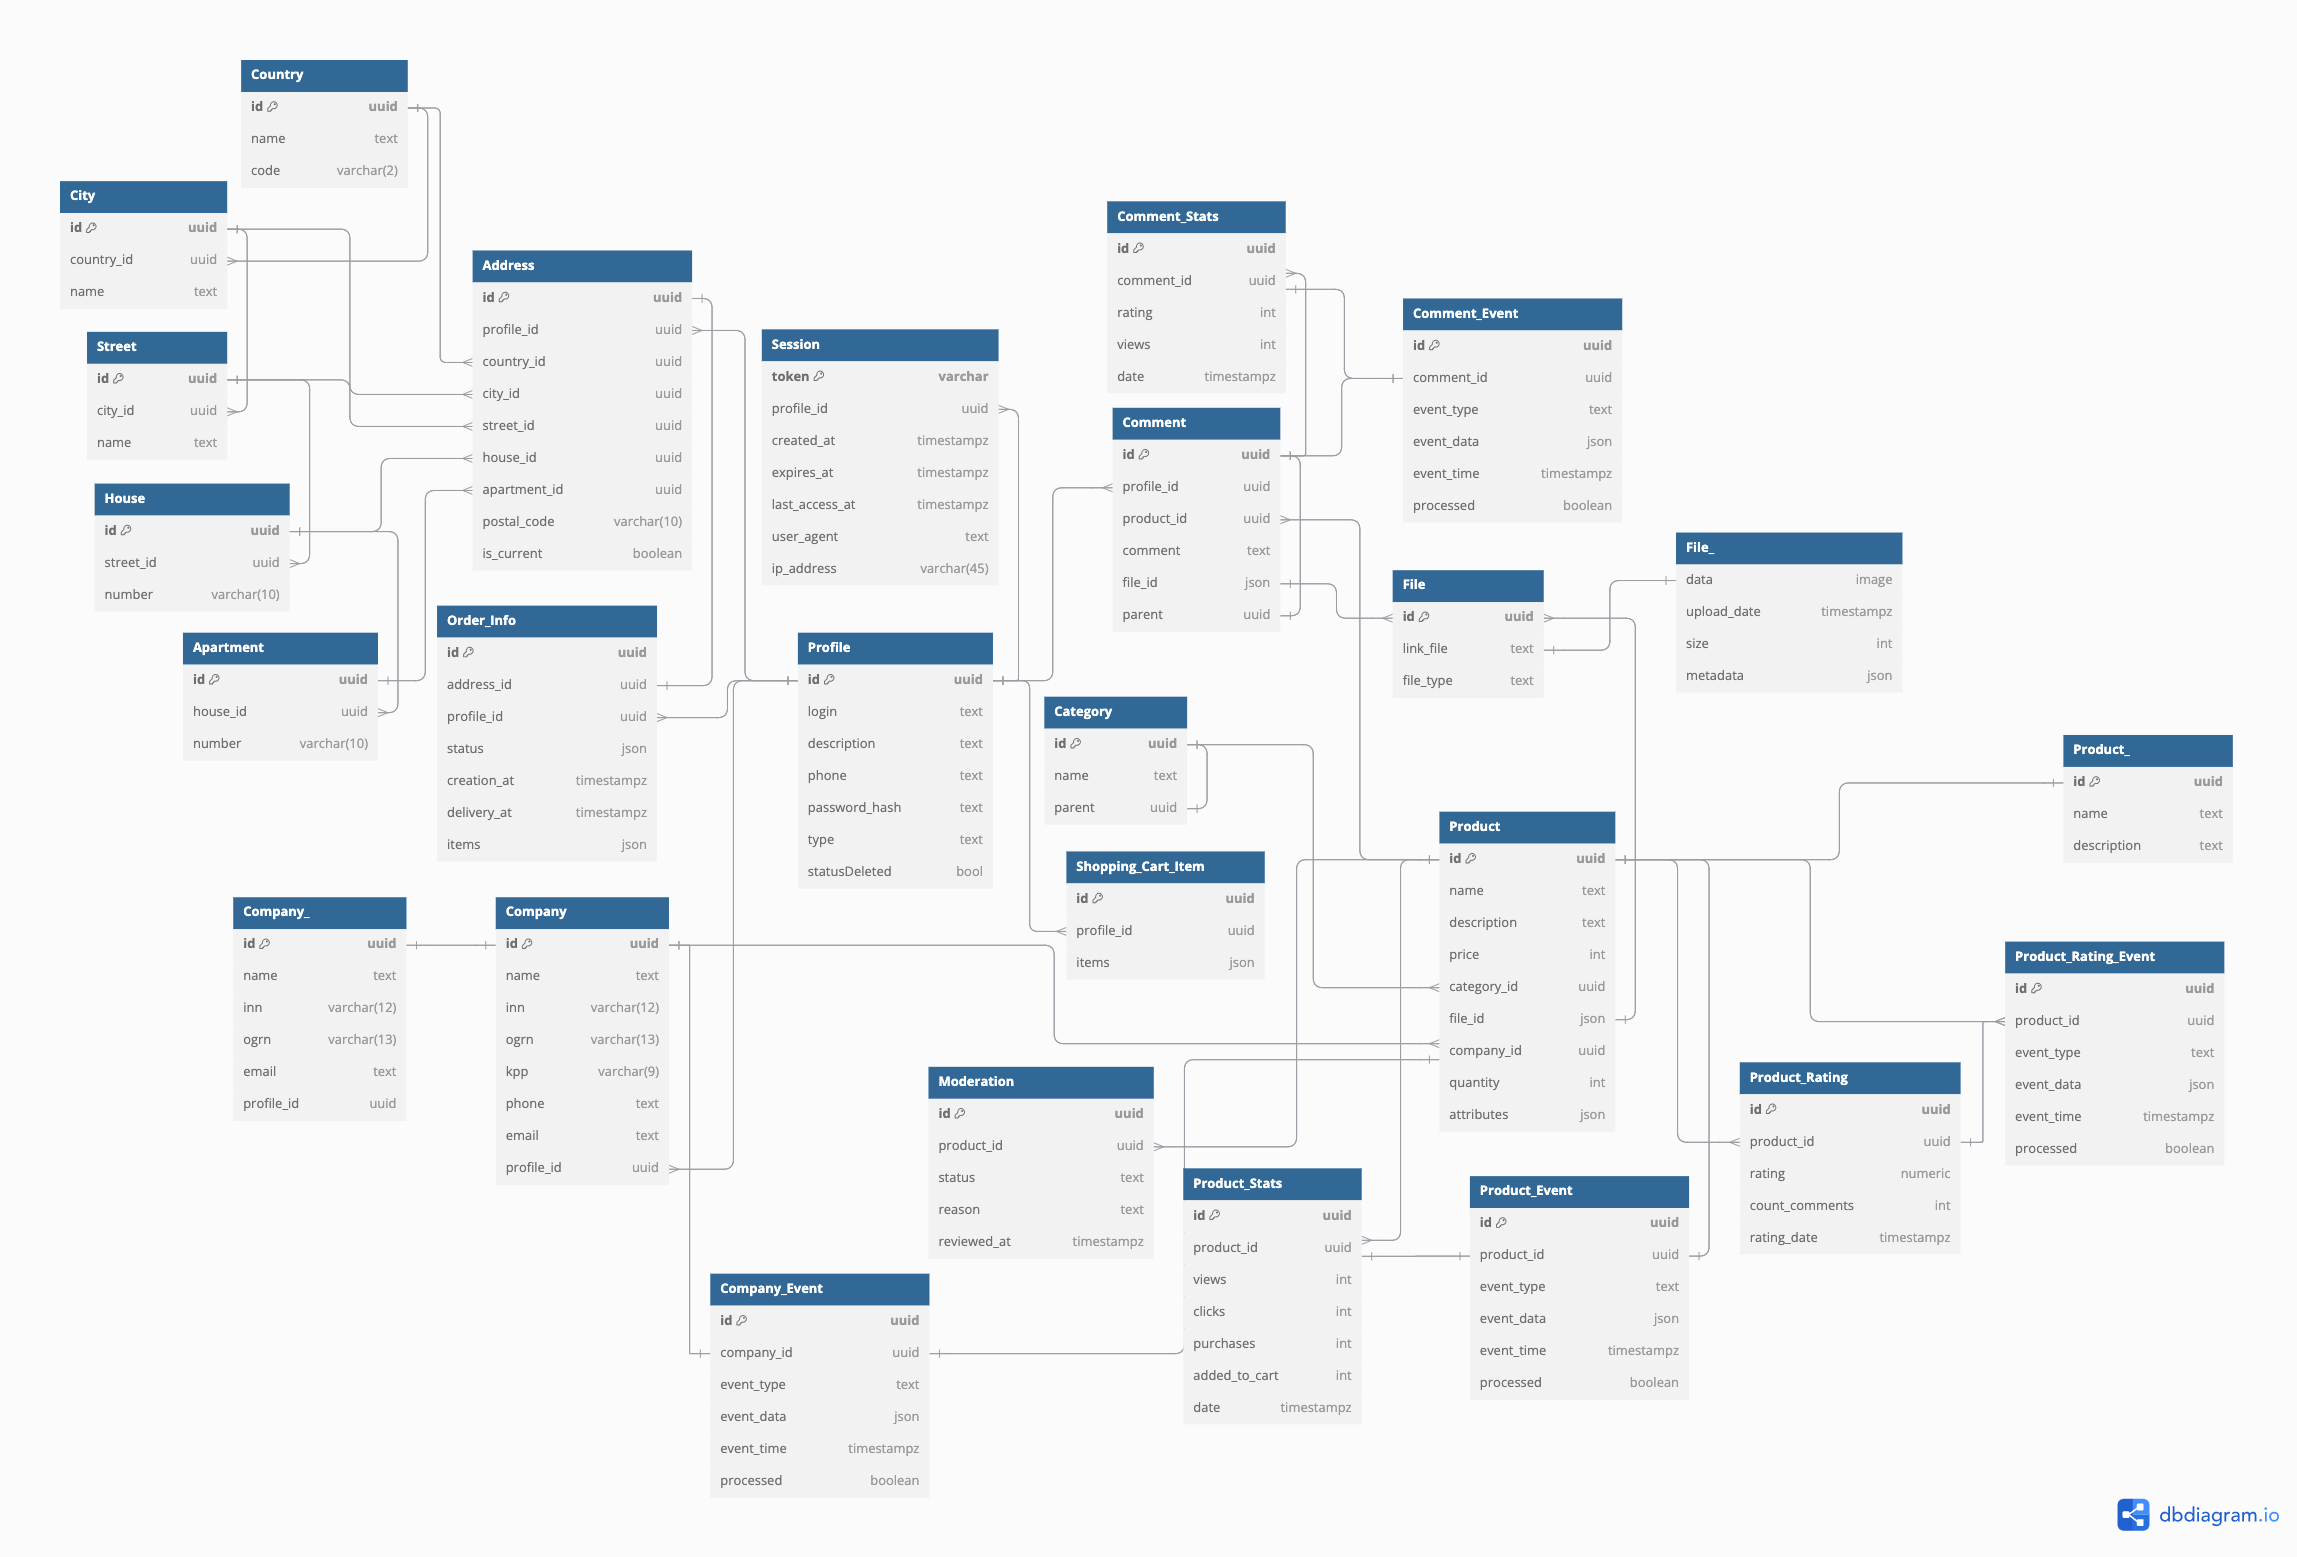 Country
id uuid
name text
code varchar(2)
City
id uuid
country_id uuid
name text
Street
id uuid
city_id uuid
name text
House
id uuid
street_id uuid
number varchar(10)
Apartment
id uuid
house_id uuid
number varchar(10)
Address
id uuid
profile_id uuid
country_id uuid
city_id uuid
street_id uuid
house_id uuid
apartment_id uuid
postal_code varchar(10)
is_current boolean
Order_Info
id uuid
address_id uuid
profile_id uuid
status json
creation_at timestampz
delivery_at timestampz
items json
Session
token varchar
profile_id uuid
created_at timestampz
expires_at timestampz
last_access_at timestampz
user_agent text
ip_address varchar(45)
Profile
id uuid
login text
description text
phone text
password_hash text
type text
statusDeleted bool
Comment_Stats
id uuid
comment_id uuid
rating int
views int
date timestampz
Comment
id uuid
profile_id uuid
product_id uuid
comment text
file_id json
parent uuid
Comment_Event
id uuid
comment_id uuid
event_type text
event_data json
event_time timestampz
processed boolean
File
id uuid
link_file text
file_type text
File_
data image
upload_date timestampz
size int
metadata json
Category
id uuid
name text
parent uuid
Shopping_Cart_Item
id uuid
profile_id uuid
items json
Product
id uuid
name text
description text
price int
category_id uuid
file_id json
company_id uuid
quantity int
attributes json
Product_
id uuid
name text
description text
Company_
id uuid
name text
inn varchar(12)
ogrn varchar(13)
email text
profile_id uuid
Company
id uuid
name text
inn varchar(12)
ogrn varchar(13)
kpp varchar(9)
phone text
email text
profile_id uuid
Moderation
id uuid
product_id uuid
status text
reason text
reviewed_at timestampz
Product_Stats
id uuid
product_id uuid
views int
clicks int
purchases int
added_to_cart int
date timestampz
Product_Event
id uuid
product_id uuid
event_type text
event_data json
event_time timestampz
processed boolean
Product_Rating
id uuid
product_id uuid
rating numeric
count_comments int
rating_date timestampz
Product_Rating_Event
id uuid
product_id uuid
event_type text
event_data json
event_time timestampz
processed boolean
Company_Event
id uuid
company_id uuid
event_type text
event_data json
event_time timestampz
processed boolean
dbdiagram.io